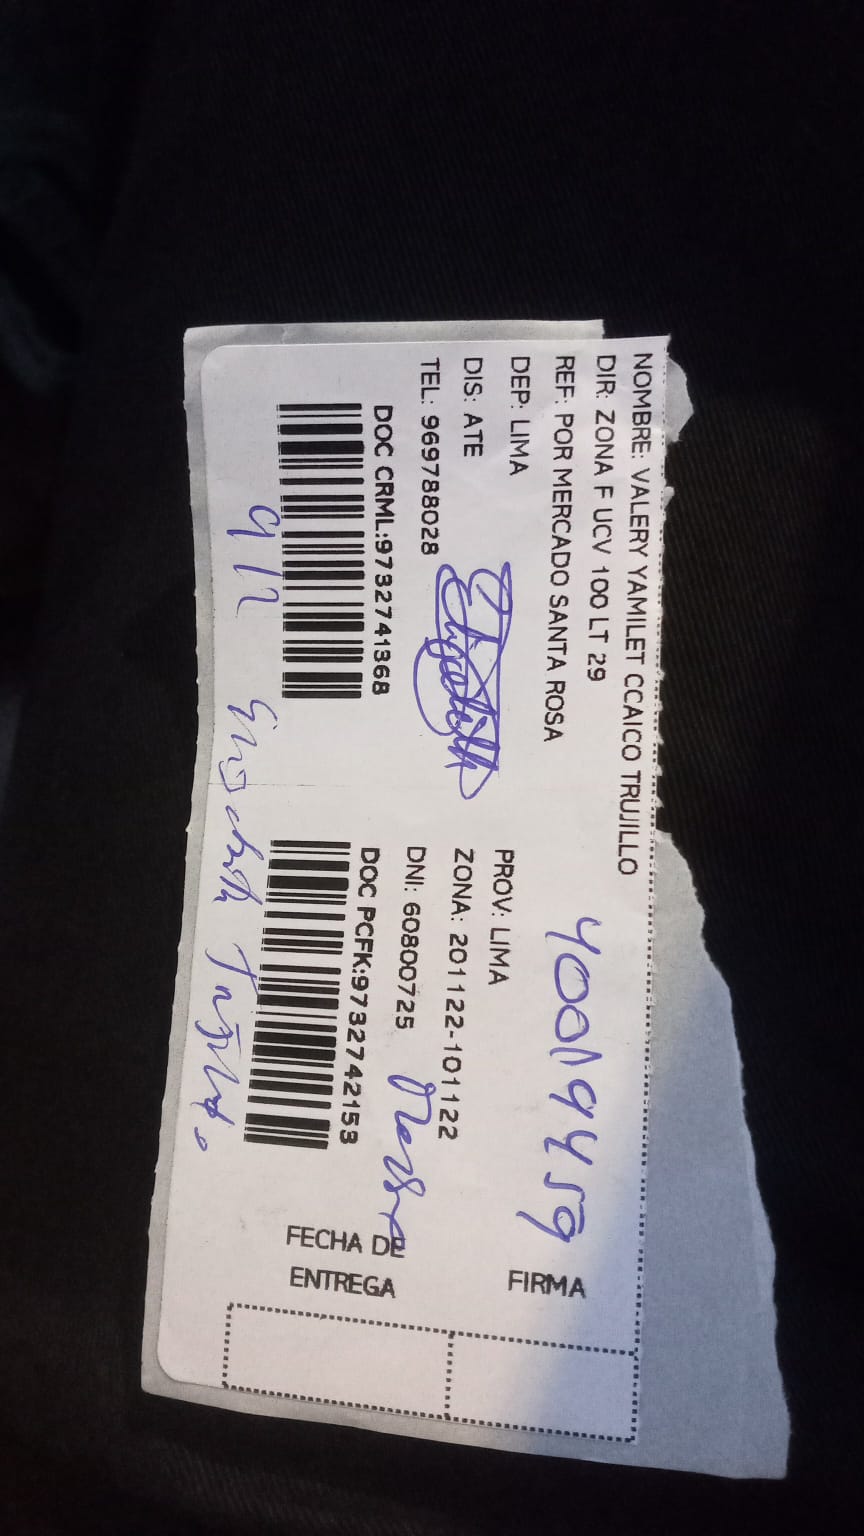 NOMBRE: VALERY YAMILET CCAICO TRUJILLO
DIR: ZONA F UCV 100 LT 29
REF: POR MERCADO SANTA ROSA
40019459
DEP: LIMA
PROV: LIMA
DIS: ATE
ZONA: 201122-101122
TEL: 969788028
DNI: 60800725
DOC CRML:9732741368
DOC PCFK:9732742153
FIRMA
FECHA DE
ENTREGA